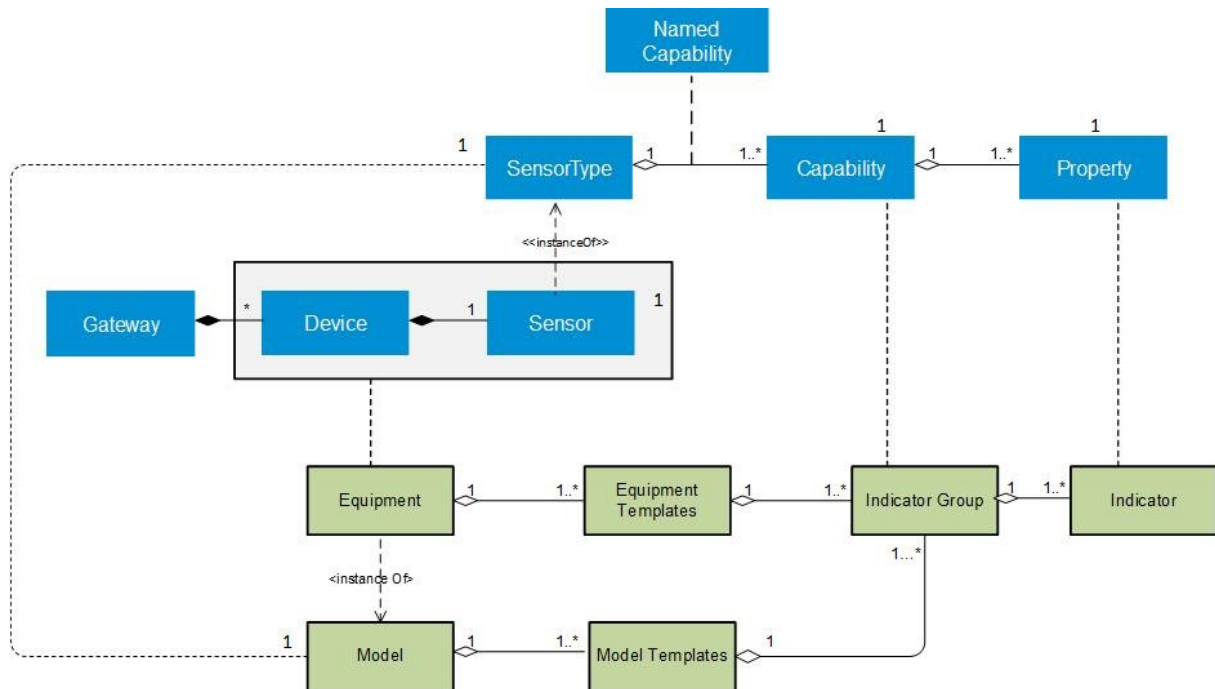 Named
Capability
1
1
1
SensorType
1
1..*
Capability
1
1..*
Property
<<instanceOf>>
Gateway
*
Device
1
Sensor
1
Equipment
1
1..*
Equipment
Templates
1
1..*
Indicator Group
1
1..*
Indicator
1...*
<instance Of>
1
Model
1
1..*
Model Templates
1